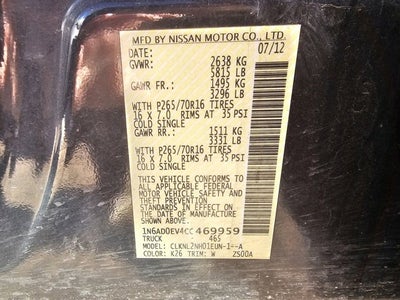 MFD BY NISSAN MOTOR CO., LTD.
DATE: 07/12
GVWR: 2638 KG
5815 LB
GAWR FR.: 1495 KG
3296 LB
WITH P265/70R16 TIRES
16 X 7.0 RIMS AT 35 PSI
COLD SINGLE
GAWR RR.: 1511 KG
3331 LB
WITH P265/70R16 TIRES
16 X 7.0 RIMS AT 35 PSI
COLD SINGLE
THIS VEHICLE CONFORMS TO
ALL APPLICABLE FEDERAL
MOTOR VEHICLE SAFETY AND
THEFT PREVENTION
STANDARDS IN EFFECT ON
THE DATE OF MANUFACTURE
SHOWN ABOVE.
1N6AD0EV4CC469959
TRUCK 465
MODEL: CLKNL2NH01EUN-1--A
COLOR: K26 TRIM: W ZS00A